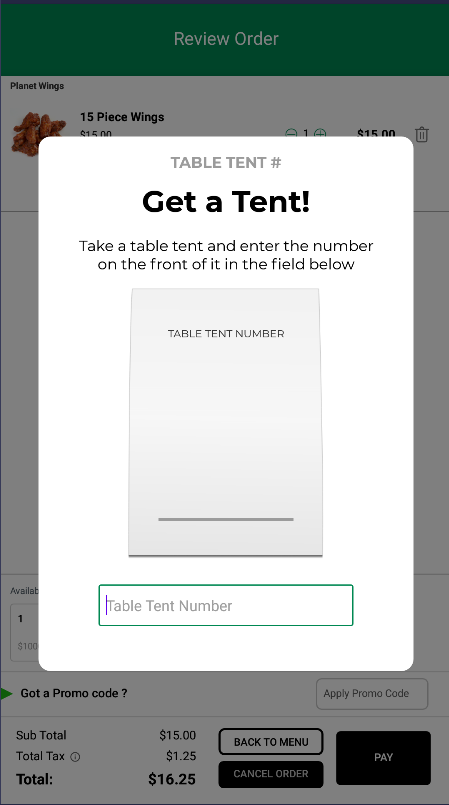 Review Order
Planet Wings
15 Piece Wings
$15.00
1
$15.00
TABLE TENT #
Get a Tent!
Take a table tent and enter the number
on the front of it in the field below
TABLE TENT NUMBER
Table Tent Number
Availab
1
$100
Got a Promo code ?
Apply Promo Code
Sub Total $15.00
Total Tax $1.25
Total: $16.25
BACK TO MENU
CANCEL ORDER
PAY